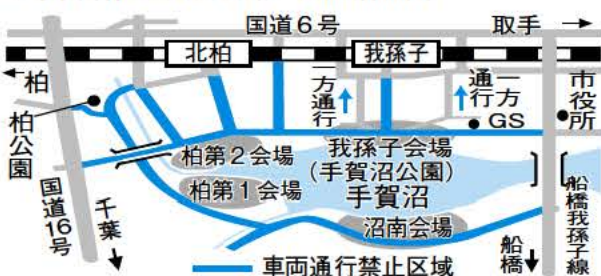 国道6号
取手
北柏
我孫子
柏
柏公園
一方通行
一方通行
GS
市役所
柏第2会場
我孫子会場
(手賀沼公園)
柏第1会場
手賀沼
国道16号
千葉
沼南会場
船橋
船橋我孫子線
車両通行禁止区域